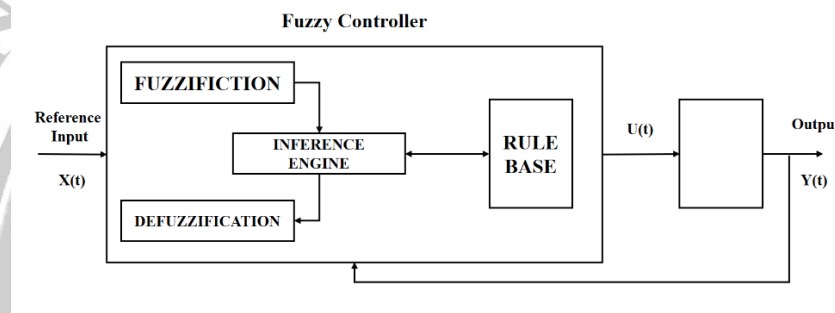 Fuzzy Controller
FUZZIFICTION
Reference
Input
X(t)
INFERENCE
ENGINE
RULE
BASE
DEFUZZIFICATION
U(t)
Output
Y(t)